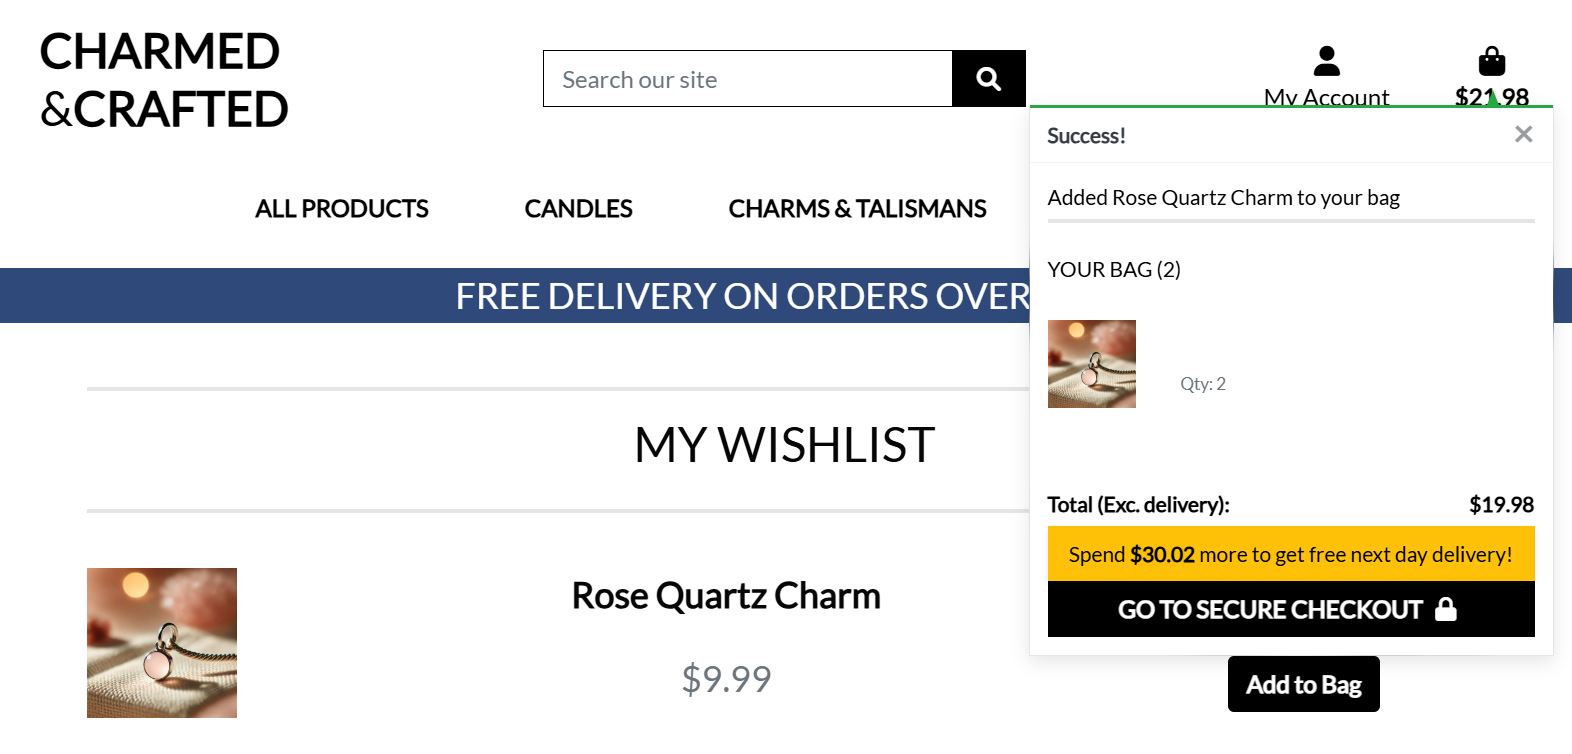 CHARMED
&CRAFTED
Search our site
My Account
$21.98
ALL PRODUCTS
CANDLES
CHARMS & TALISMANS
FREE DELIVERY ON ORDERS OVER
Success!
×
Added Rose Quartz Charm to your bag
YOUR BAG (2)
Qty: 2
Total (Exc. delivery):
$19.98
Spend $30.02 more to get free next day delivery!
GO TO SECURE CHECKOUT
MY WISHLIST
Rose Quartz Charm
$9.99
Add to Bag